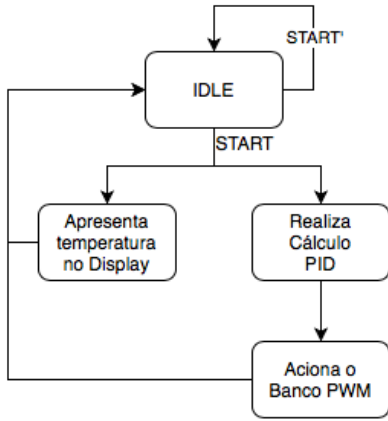 START'
IDLE
START
Apresenta
temperatura
no Display
Realiza
Cálculo
PID
Aciona o
Banco PWM